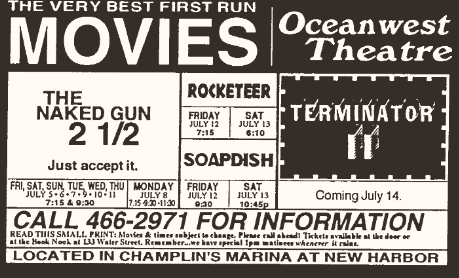 THE VERY BEST FIRST RUN
MOVIES
Oceanwest
Theatre
THE
NAKED GUN
2 1/2
Just accept it.
FRI, SAT, SUN, TUE, WED, THU
JULY 5 • 6 • 7 • 9 • 10 • 11
7:15 & 9:30
MONDAY
JULY 8
7:15-9:30-11:30
ROCKETEER
FRIDAY
JULY 12
7:15
SAT
JULY 13
6:10
SOAPDISH
FRIDAY
JULY 12
9:30
SAT
JULY 13
10:45p
TERMINATOR
II
Coming July 14.
CALL 466-2971 FOR INFORMATION
READ THIS SMALL PRINT: Movies & times subject to change. Please call ahead! Tickets available at the door or
at the Book Nook at 133 Water Street. Remember...we have special 1pm matinees whenever it rains.
LOCATED IN CHAMPLIN'S MARINA AT NEW HARBOR